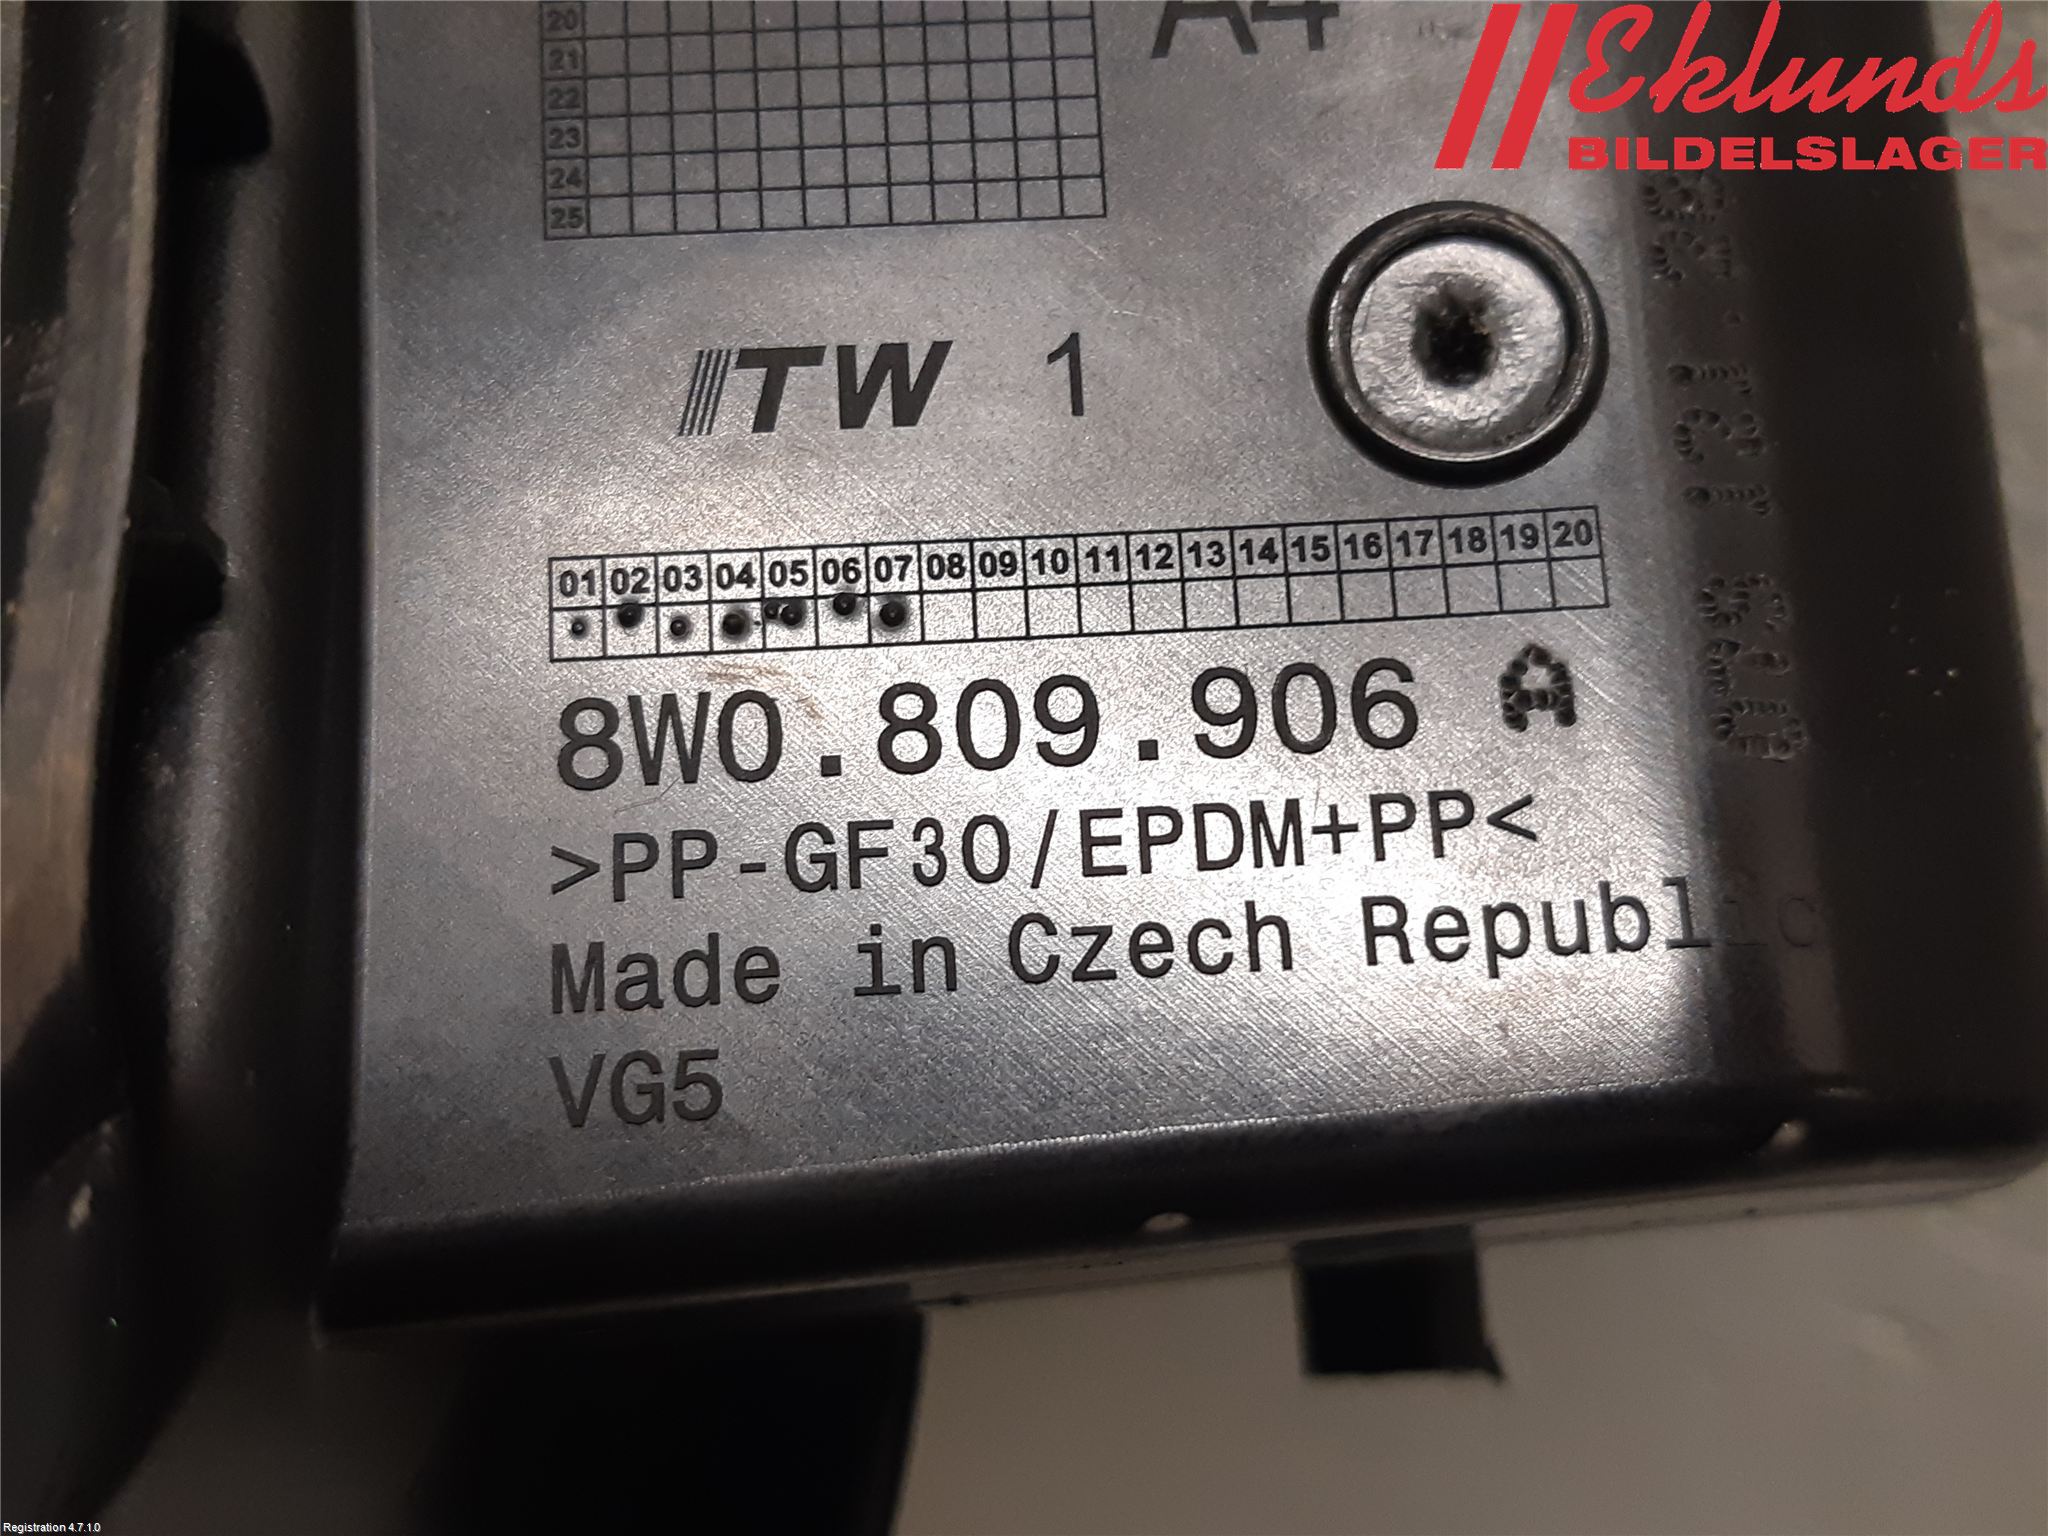 20
21
22
23
24
25
A4
Eklunds
BILDELSLAGER
ITW 1
01 02 03 04 05 06 07 08 09 10 11 12 13 14 15 16 17 18 19 20
8W0.809.906 A
>PP-GF30/EPDM+PP<
Made in Czech Republic
VG5
Registration 4.7.1.0